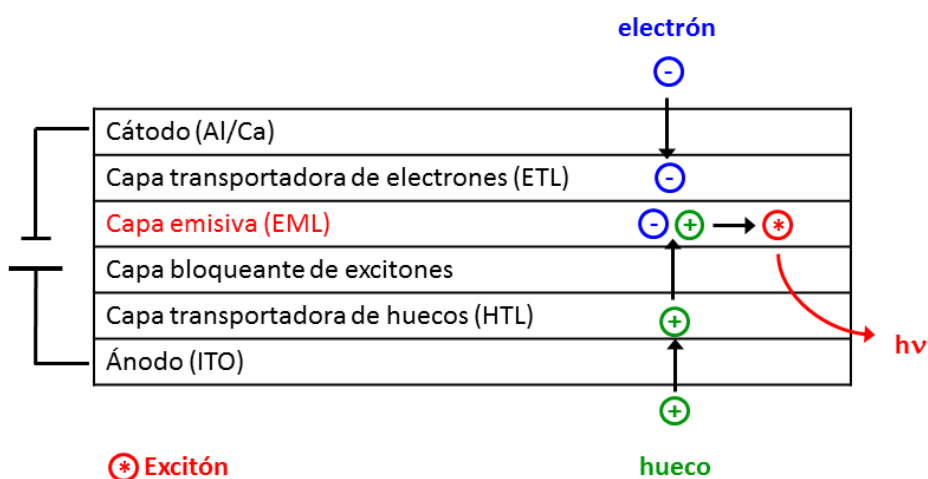 electrón
-
Cátodo (Al/Ca)
Capa transportadora de electrones (ETL)
-
Capa emisiva (EML)
- + *
Capa bloqueante de excitones
Capa transportadora de huecos (HTL)
+
hν
Ánodo (ITO)
+
* Excitón
hueco